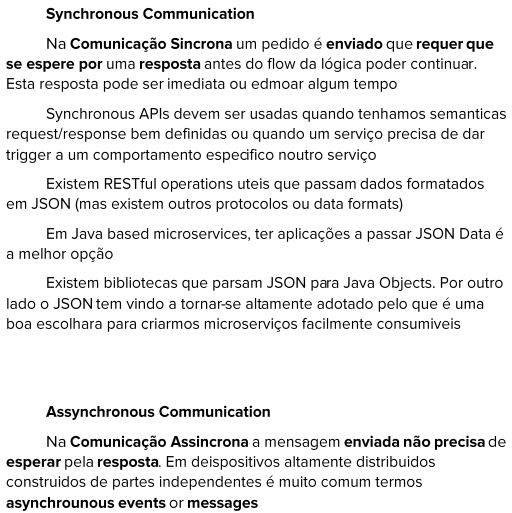 Synchronous Communication
Na Comunicação Sincrona um pedido é enviado que requer que
se espere por uma resposta antes do flow da lógica poder continuar.
Esta resposta pode ser imediata ou edmoar algum tempo
Synchronous APIs devem ser usadas quando tenhamos semanticas
request/response bem definidas ou quando um serviço precisa de dar
trigger a um comportamento especifico noutro serviço
Existem RESTful operations uteis que passam dados formatados
em JSON (mas existem outros protocolos ou data formats)
Em Java based microservices, ter aplicações a passar JSON Data é
a melhor opção
Existem bibliotecas que parsam JSON para Java Objects. Por outro
lado o JSON tem vindo a tornar-se altamente adotado pelo que é uma
boa escolhara para criarmos microserviços facilmente consumiveis
Assynchronous Communication
Na Comunicação Assincrona a mensagem enviada não precisa de
esperar pela resposta. Em deispositivos altamente distribuidos
construidos de partes independentes é muito comum termos
asynchrounous events or messages